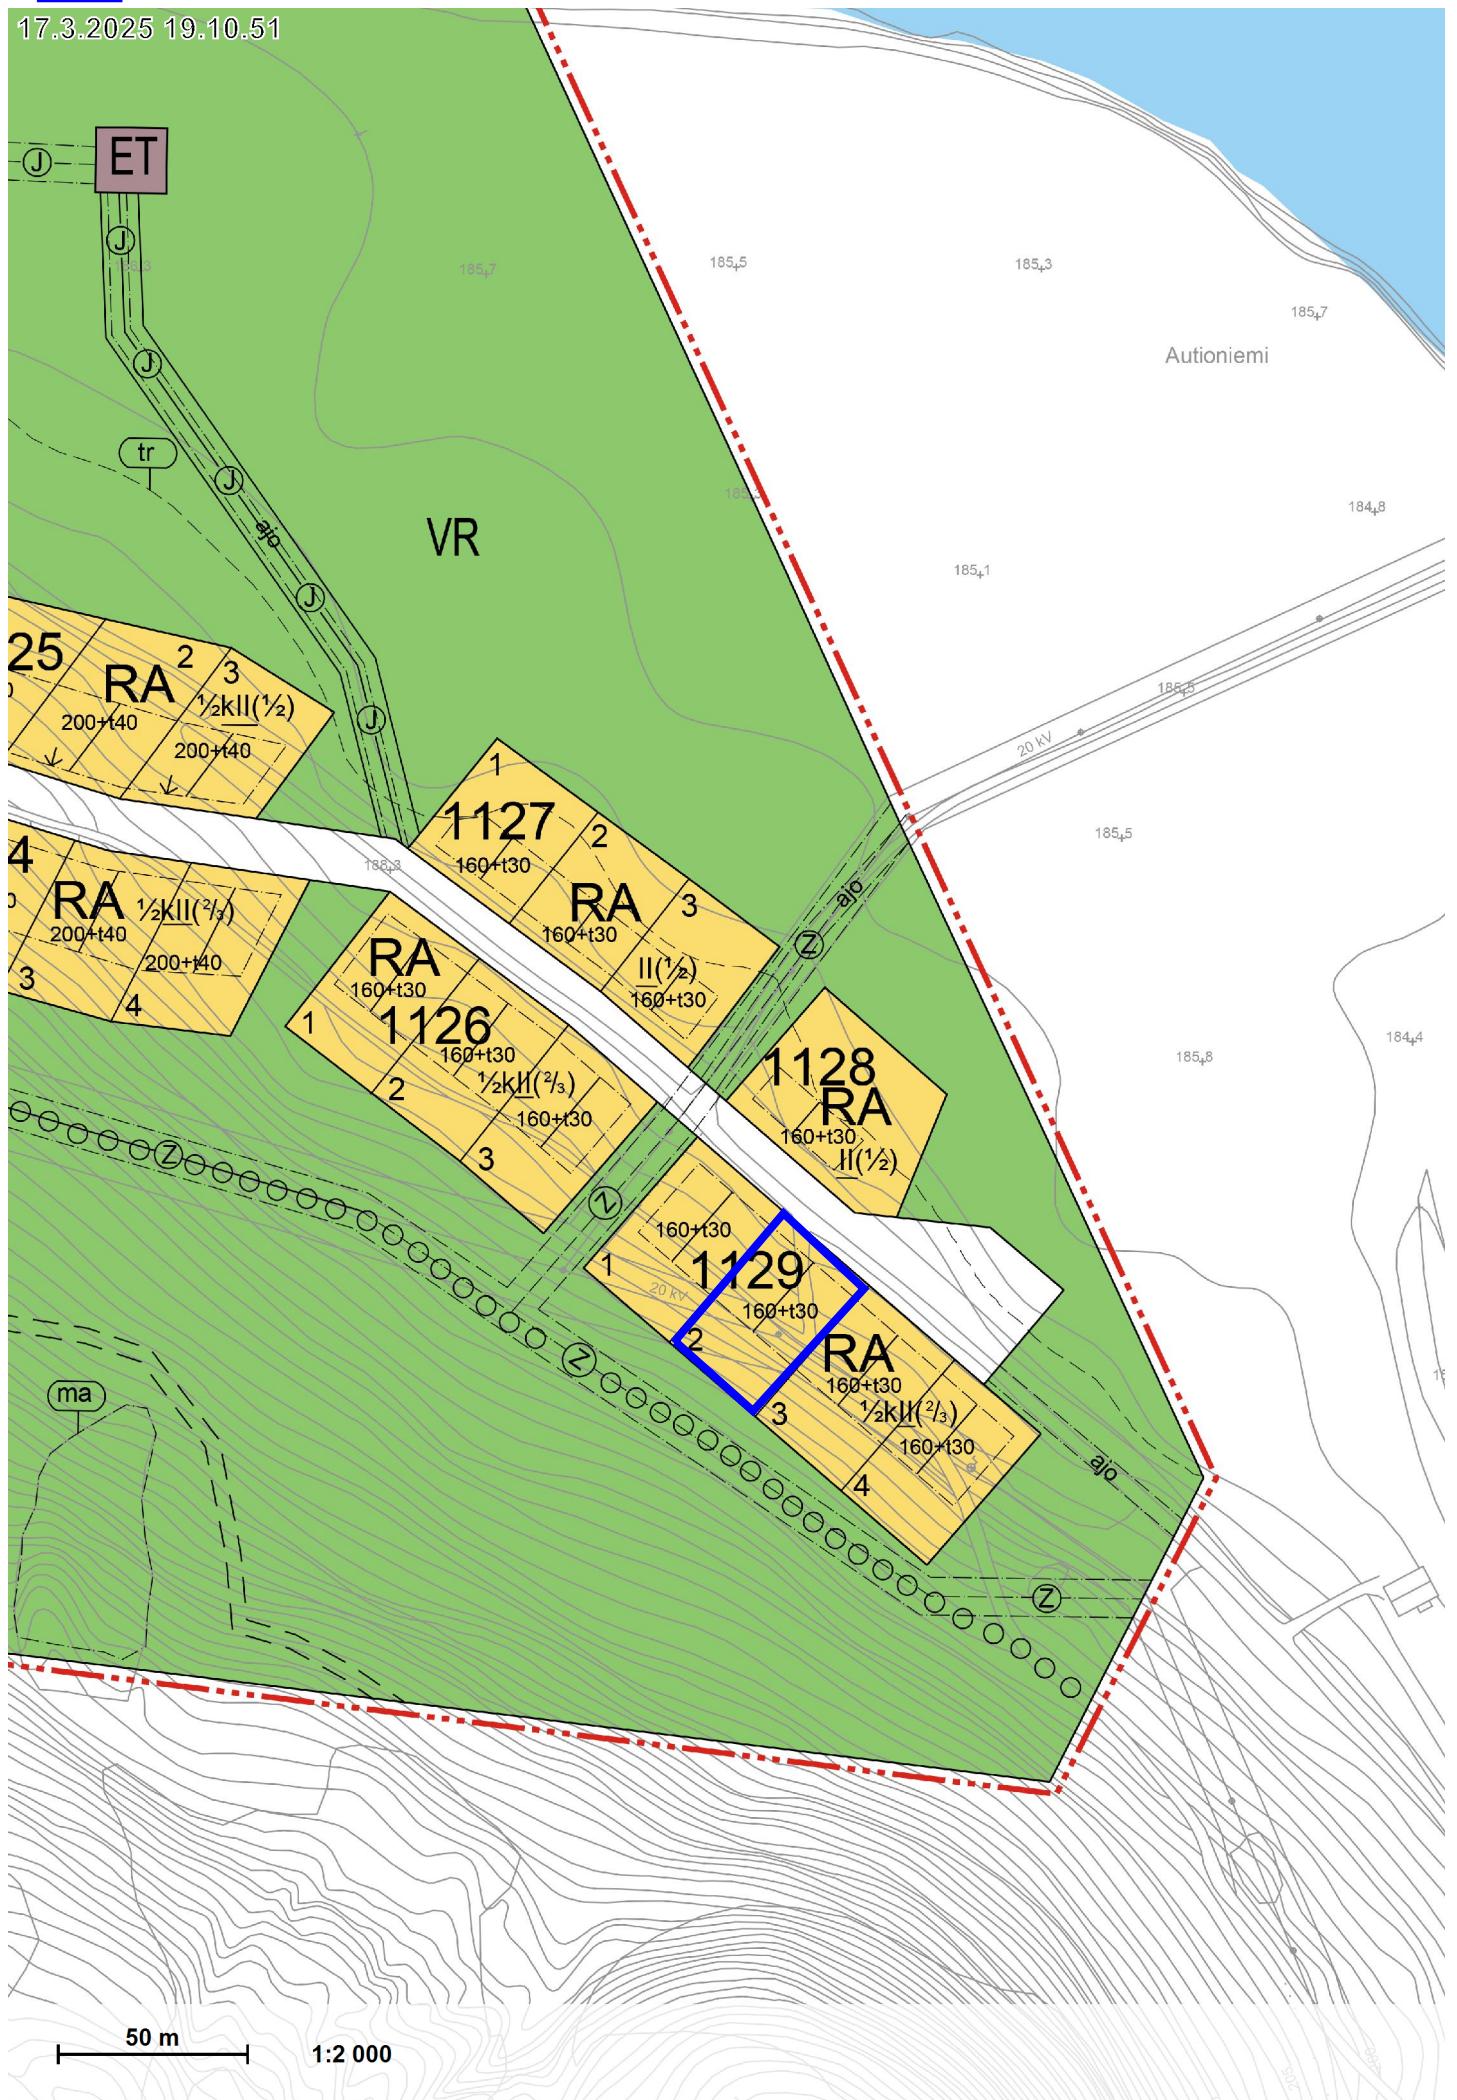 17.3.2025 19.10.51
ET
J
J
188.3
185.7
185.5
185.3
185.7
Autioniemi
J
tr
J
ajo
VR
185.3
184.8
185.1
J
25
RA
2
3
½kII(½)
200+t40
200+t40
J
185.5
20 kV
1
1127
2
160+t30
RA
3
160+t30
II(½)
160+t30
188.3
ajo
Z
185.5
4
RA
½kII(²/₃)
200+t40
200+t40
3
4
RA
160+t30
1
1126
160+t30
2
½kII(²/₃)
160+t30
3
1128
RA
160+t30
II(½)
185.8
184.4
Z
Z
160+t30
1
1129
20 kV
160+t30
2
RA
160+t30
3
½kII(²/₃)
160+t30
4
ajo
Z
ma
Z
50 m
1:2 000